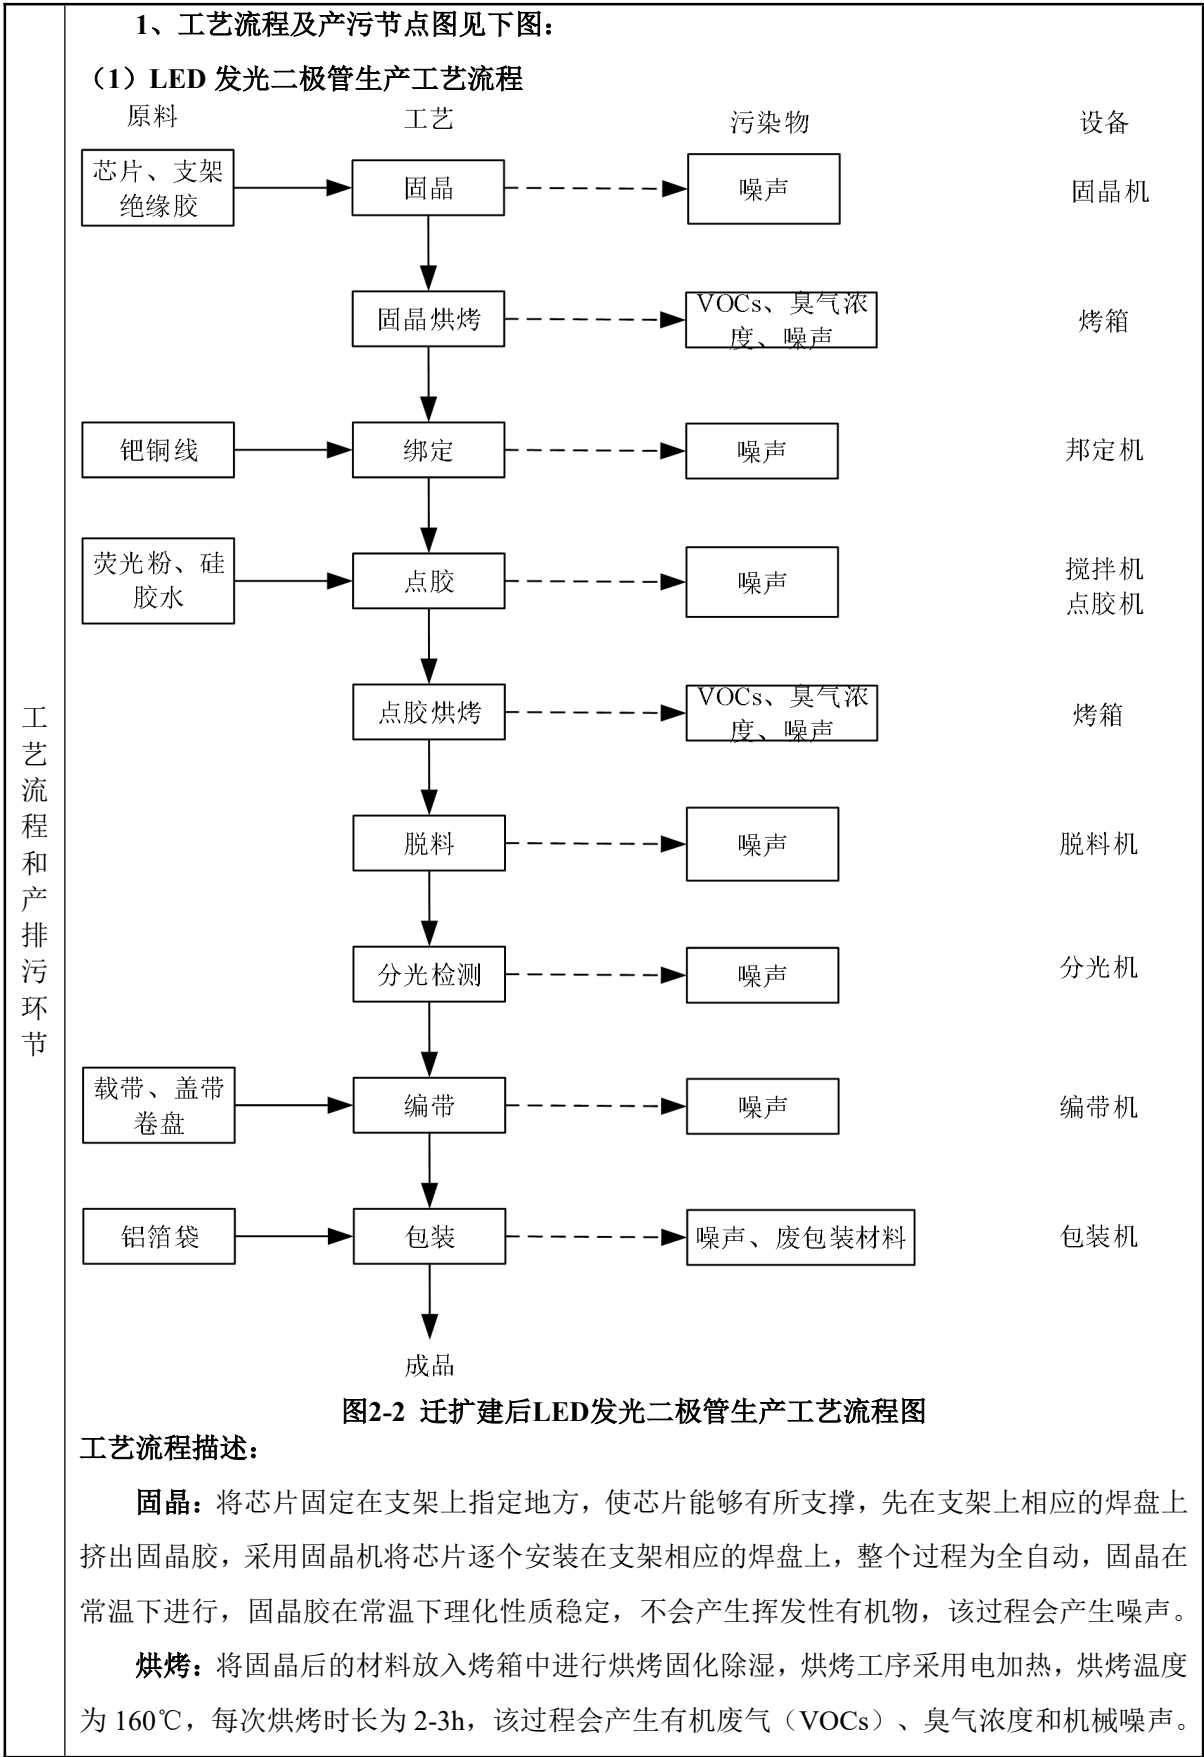 1、工艺流程及产污节点图见下图：
（1）LED 发光二极管生产工艺流程
原料 工艺 污染物 设备
芯片、支架
绝缘胶
固晶
噪声
固晶机
固晶烘烤
VOCs、臭气浓
度、噪声
烤箱
钯铜线
绑定
噪声
邦定机
荧光粉、硅
胶水
点胶
噪声
搅拌机
点胶机
点胶烘烤
VOCs、臭气浓
度、噪声
烤箱
脱料
噪声
脱料机
分光检测
噪声
分光机
载带、盖带
卷盘
编带
噪声
编带机
铝箔袋
包装
噪声、废包装材料
包装机
成品
图2-2 迁扩建后LED发光二极管生产工艺流程图
工艺流程描述：
固晶：将芯片固定在支架上指定地方，使芯片能够有所支撑，先在支架上相应的焊盘上
挤出固晶胶，采用固晶机将芯片逐个安装在支架相应的焊盘上，整个过程为全自动，固晶在
常温下进行，固晶胶在常温下理化性质稳定，不会产生挥发性有机物，该过程会产生噪声。
烘烤：将固晶后的材料放入烤箱中进行烘烤固化除湿，烘烤工序采用电加热，烘烤温度
为 160℃，每次烘烤时长为 2-3h，该过程会产生有机废气（VOCs）、臭气浓度和机械噪声。
工
艺
流
程
和
产
排
污
环
节